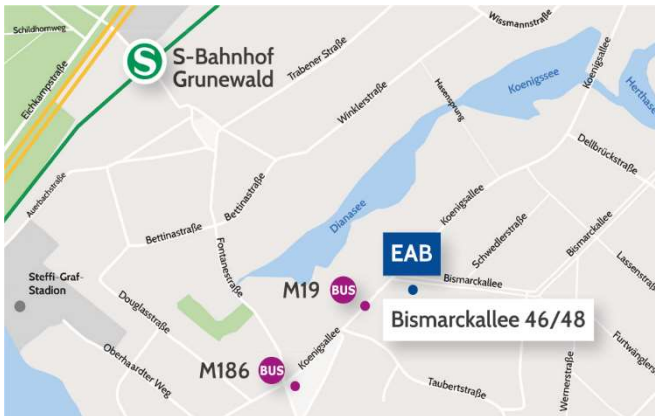 Schildhornweg
Eichkampstraße
S
S-Bahnhof
Grunewald
Trabener Straße
Wissmannstraße
Koenigsallee
Koenigssee
Herthasee
Hasensprung
Winklerstraße
Dellbrückstraße
Auerbachstraße
Bettinastraße
Bettinastraße
Dianasee
Koenigsallee
Fontanestraße
EAB
Schwedlerstraße
Bismarckallee
Bismarckallee
Lassenstraße
Steffi-Graf-
Stadion
M19
BUS
Bismarckallee 46/48
Douglasstraße
Koenigsallee
Oberhaardter Weg
M186
BUS
Taubertstraße
Wernerstraße
Furtwänglers